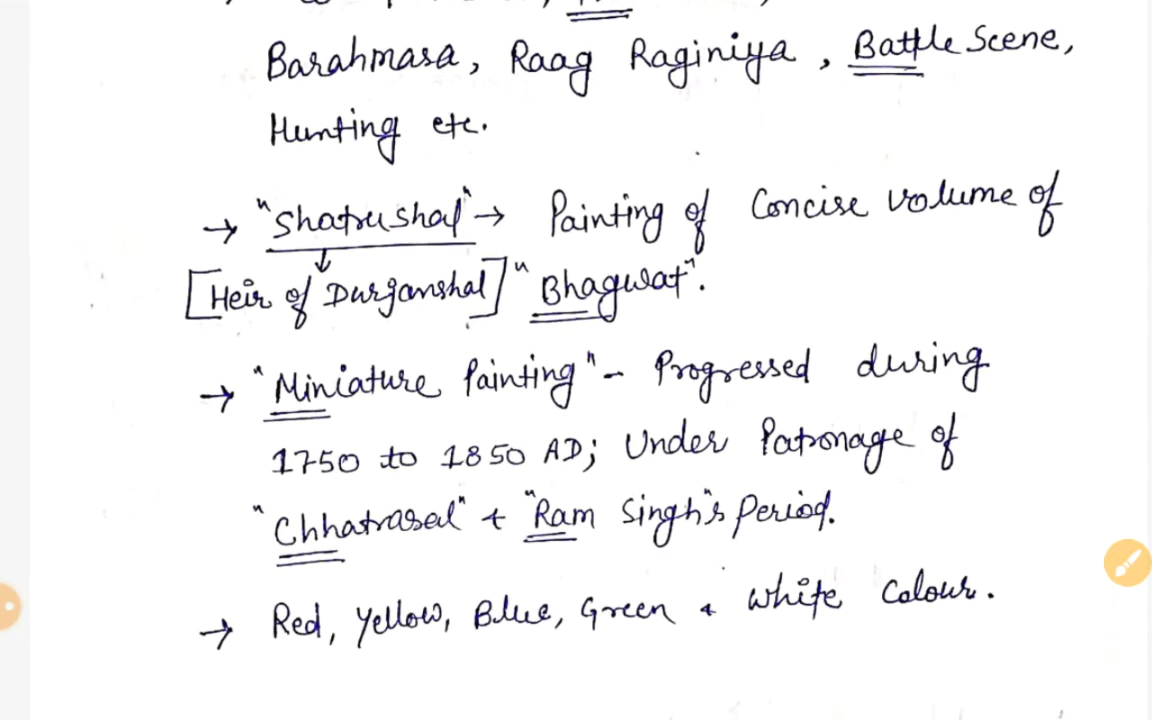 Barahmasa, Raag Raginiya, Battle Scene,
Hunting etc.
→ "Shatrushal" → Painting of Concise volume of
[Heir of Durjanshal] "Bhagwat".
→ "Miniature Painting" - Progressed during
1750 to 1850 AD; Under Patronage of
"Chhatrasal" + "Ram Singh's Period.
→ Red, Yellow, Blue, Green & White Colour.